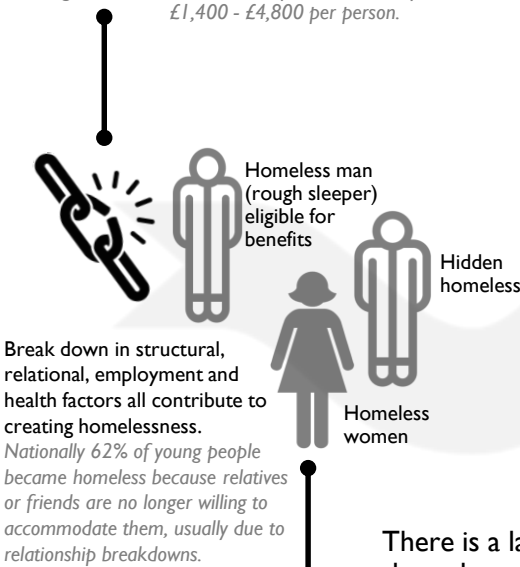 £1,400 - £4,800 per person.
Homeless man
(rough sleeper)
eligible for
benefits
Hidden
homeless
Break down in structural,
relational, employment and
health factors all contribute to
creating homelessness.
Nationally 62% of young people
became homeless because relatives
or friends are no longer willing to
accommodate them, usually due to
relationship breakdowns.
Homeless
women
There is a